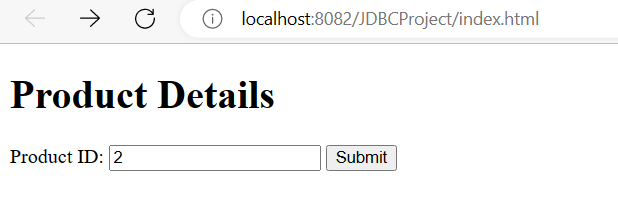 localhost:8082/JDBCProject/index.html
Product Details
Product ID: 2 Submit